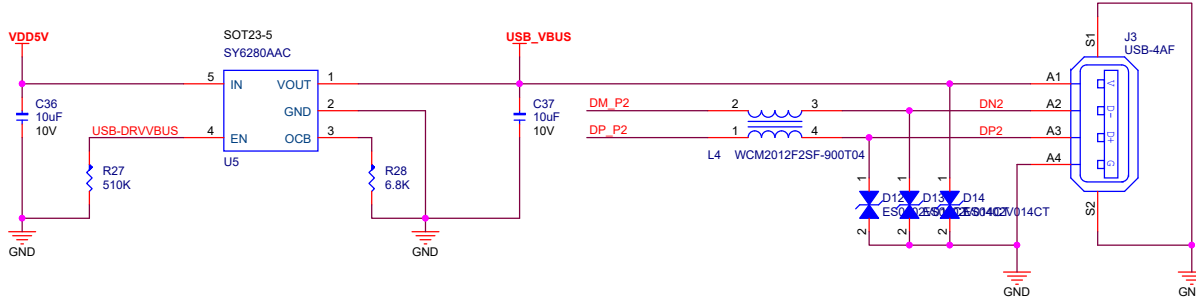 VDD5V
SOT23-5
SY6280AAC
USB_VBUS
J3
USB-4AF
S1
5 IN VOUT 1
A1 V
C36
10uF
10V
GND 2
C37
10uF
10V
DM_P2 2 3 DN2 A2 D-
USB-DRVVBUS 4 EN OCB 3
DP_P2 1 4 DP2 A3 D+
U5
L4 WCM2012F2SF-900T04
A4 G
R27
510K
R28
6.8K
1 1 1
D12 D13 D14
2 2 2
S2
GND
GND
GND